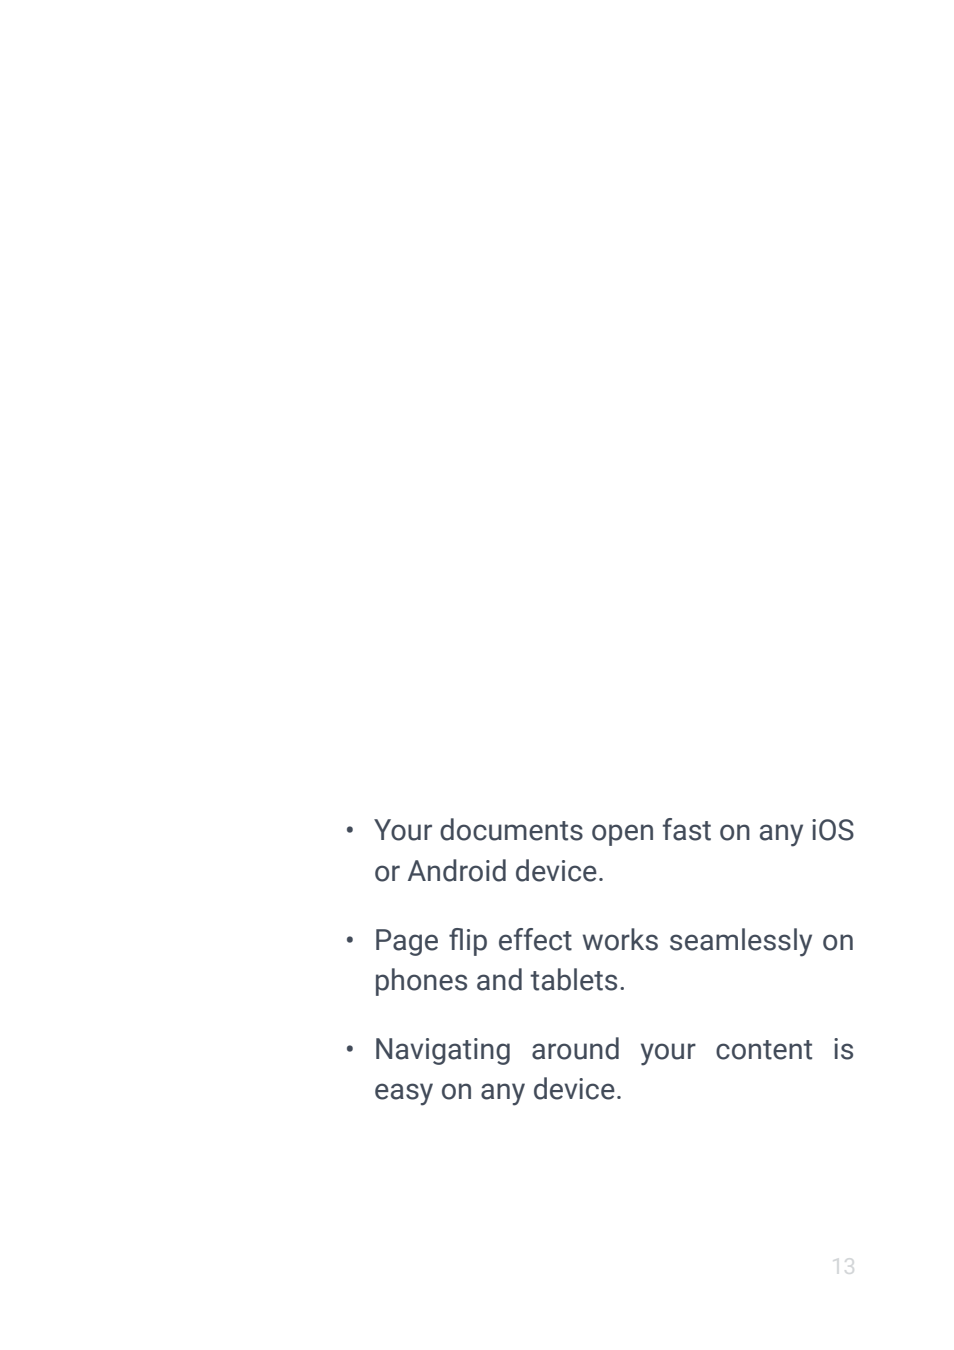 • Your documents open fast on any iOS
or Android device.
• Page flip effect works seamlessly on
phones and tablets.
• Navigating around your content is
easy on any device.
13